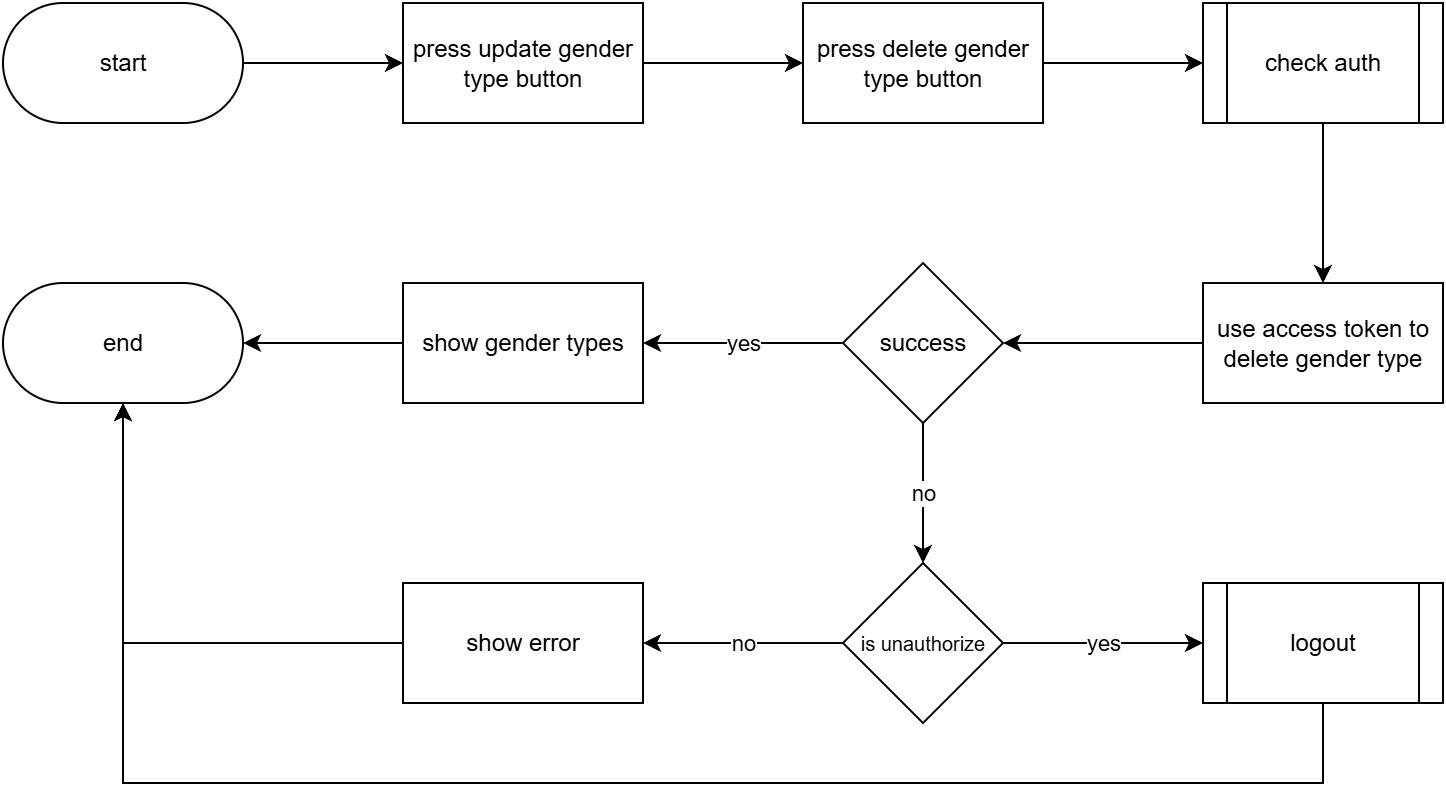 start
press update gender
type button
press delete gender
type button
check auth
end
show gender types
yes
success
use access token to
delete gender type
no
show error
no
is unauthorize
yes
logout